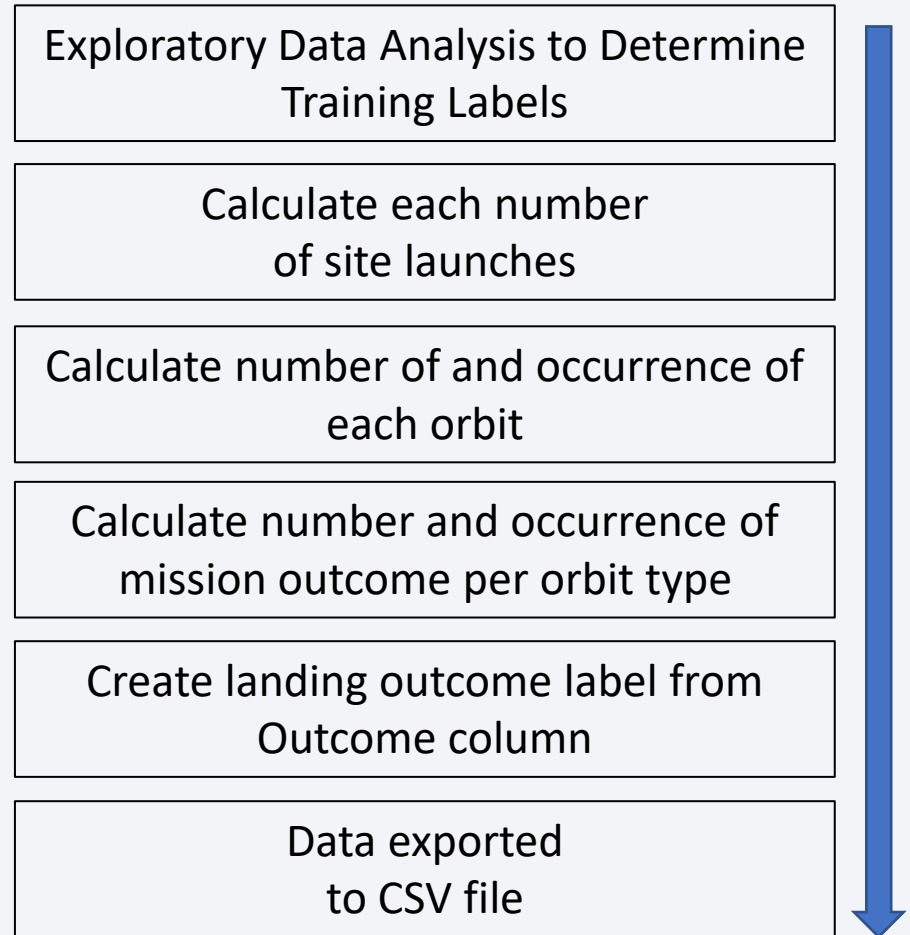 Exploratory Data Analysis to Determine
Training Labels
Calculate each number
of site launches
Calculate number of and occurrence of
each orbit
Calculate number and occurrence of
mission outcome per orbit type
Create landing outcome label from
Outcome column
Data exported
to CSV file